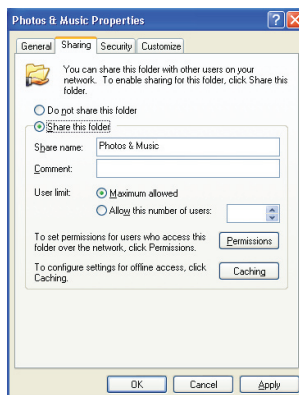 Photos & Music Properties
General Sharing Security Customize
You can share this folder with other users on your
network. To enable sharing for this folder, click Share this
folder.
Do not share this folder
Share this folder
Share name: Photos & Music
Comment:
User limit: Maximum allowed
Allow this number of users:
To set permissions for users who access this
folder over the network, click Permissions.
Permissions
To configure settings for offline access, click
Caching.
Caching
OK Cancel Apply